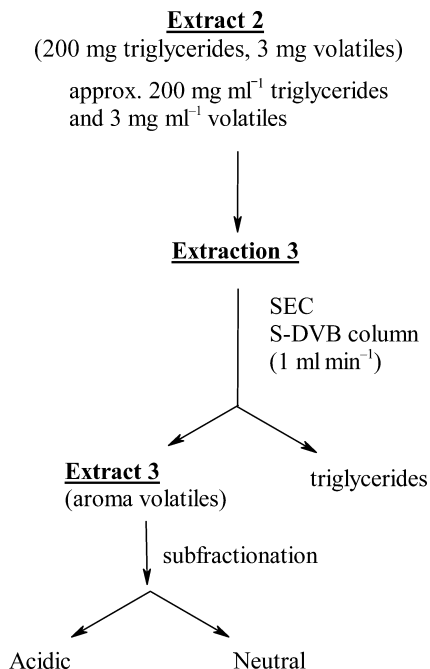 Extract 2
(200 mg triglycerides, 3 mg volatiles)
approx. 200 mg ml⁻¹ triglycerides
and 3 mg ml⁻¹ volatiles
Extraction 3
SEC
S-DVB column
(1 ml min⁻¹)
Extract 3
(aroma volatiles)
triglycerides
subfractionation
Acidic
Neutral